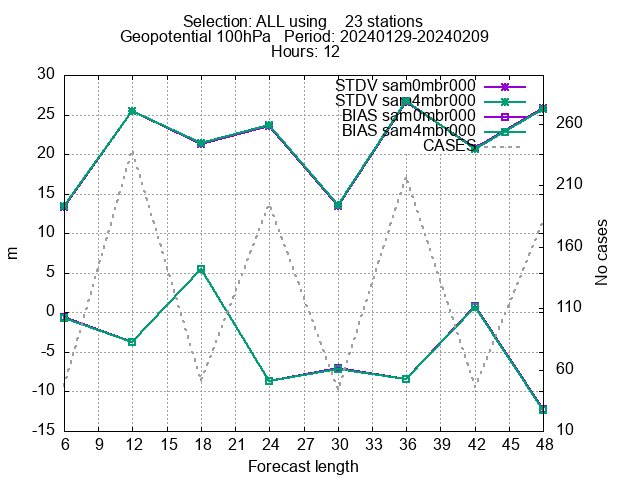 Selection: ALL using    23 stations
Geopotential 100hPa   Period: 20240129-20240209
Hours: 12
STDV sam0mbr000
STDV sam4mbr000
BIAS sam0mbr000
BIAS sam4mbr000
CASES
30
25
20
15
10
5
0
-5
-10
-15
m
260
210
160
110
60
10
No cases
6 9 12 15 18 21 24 27 30 33 36 39 42 45 48
Forecast length